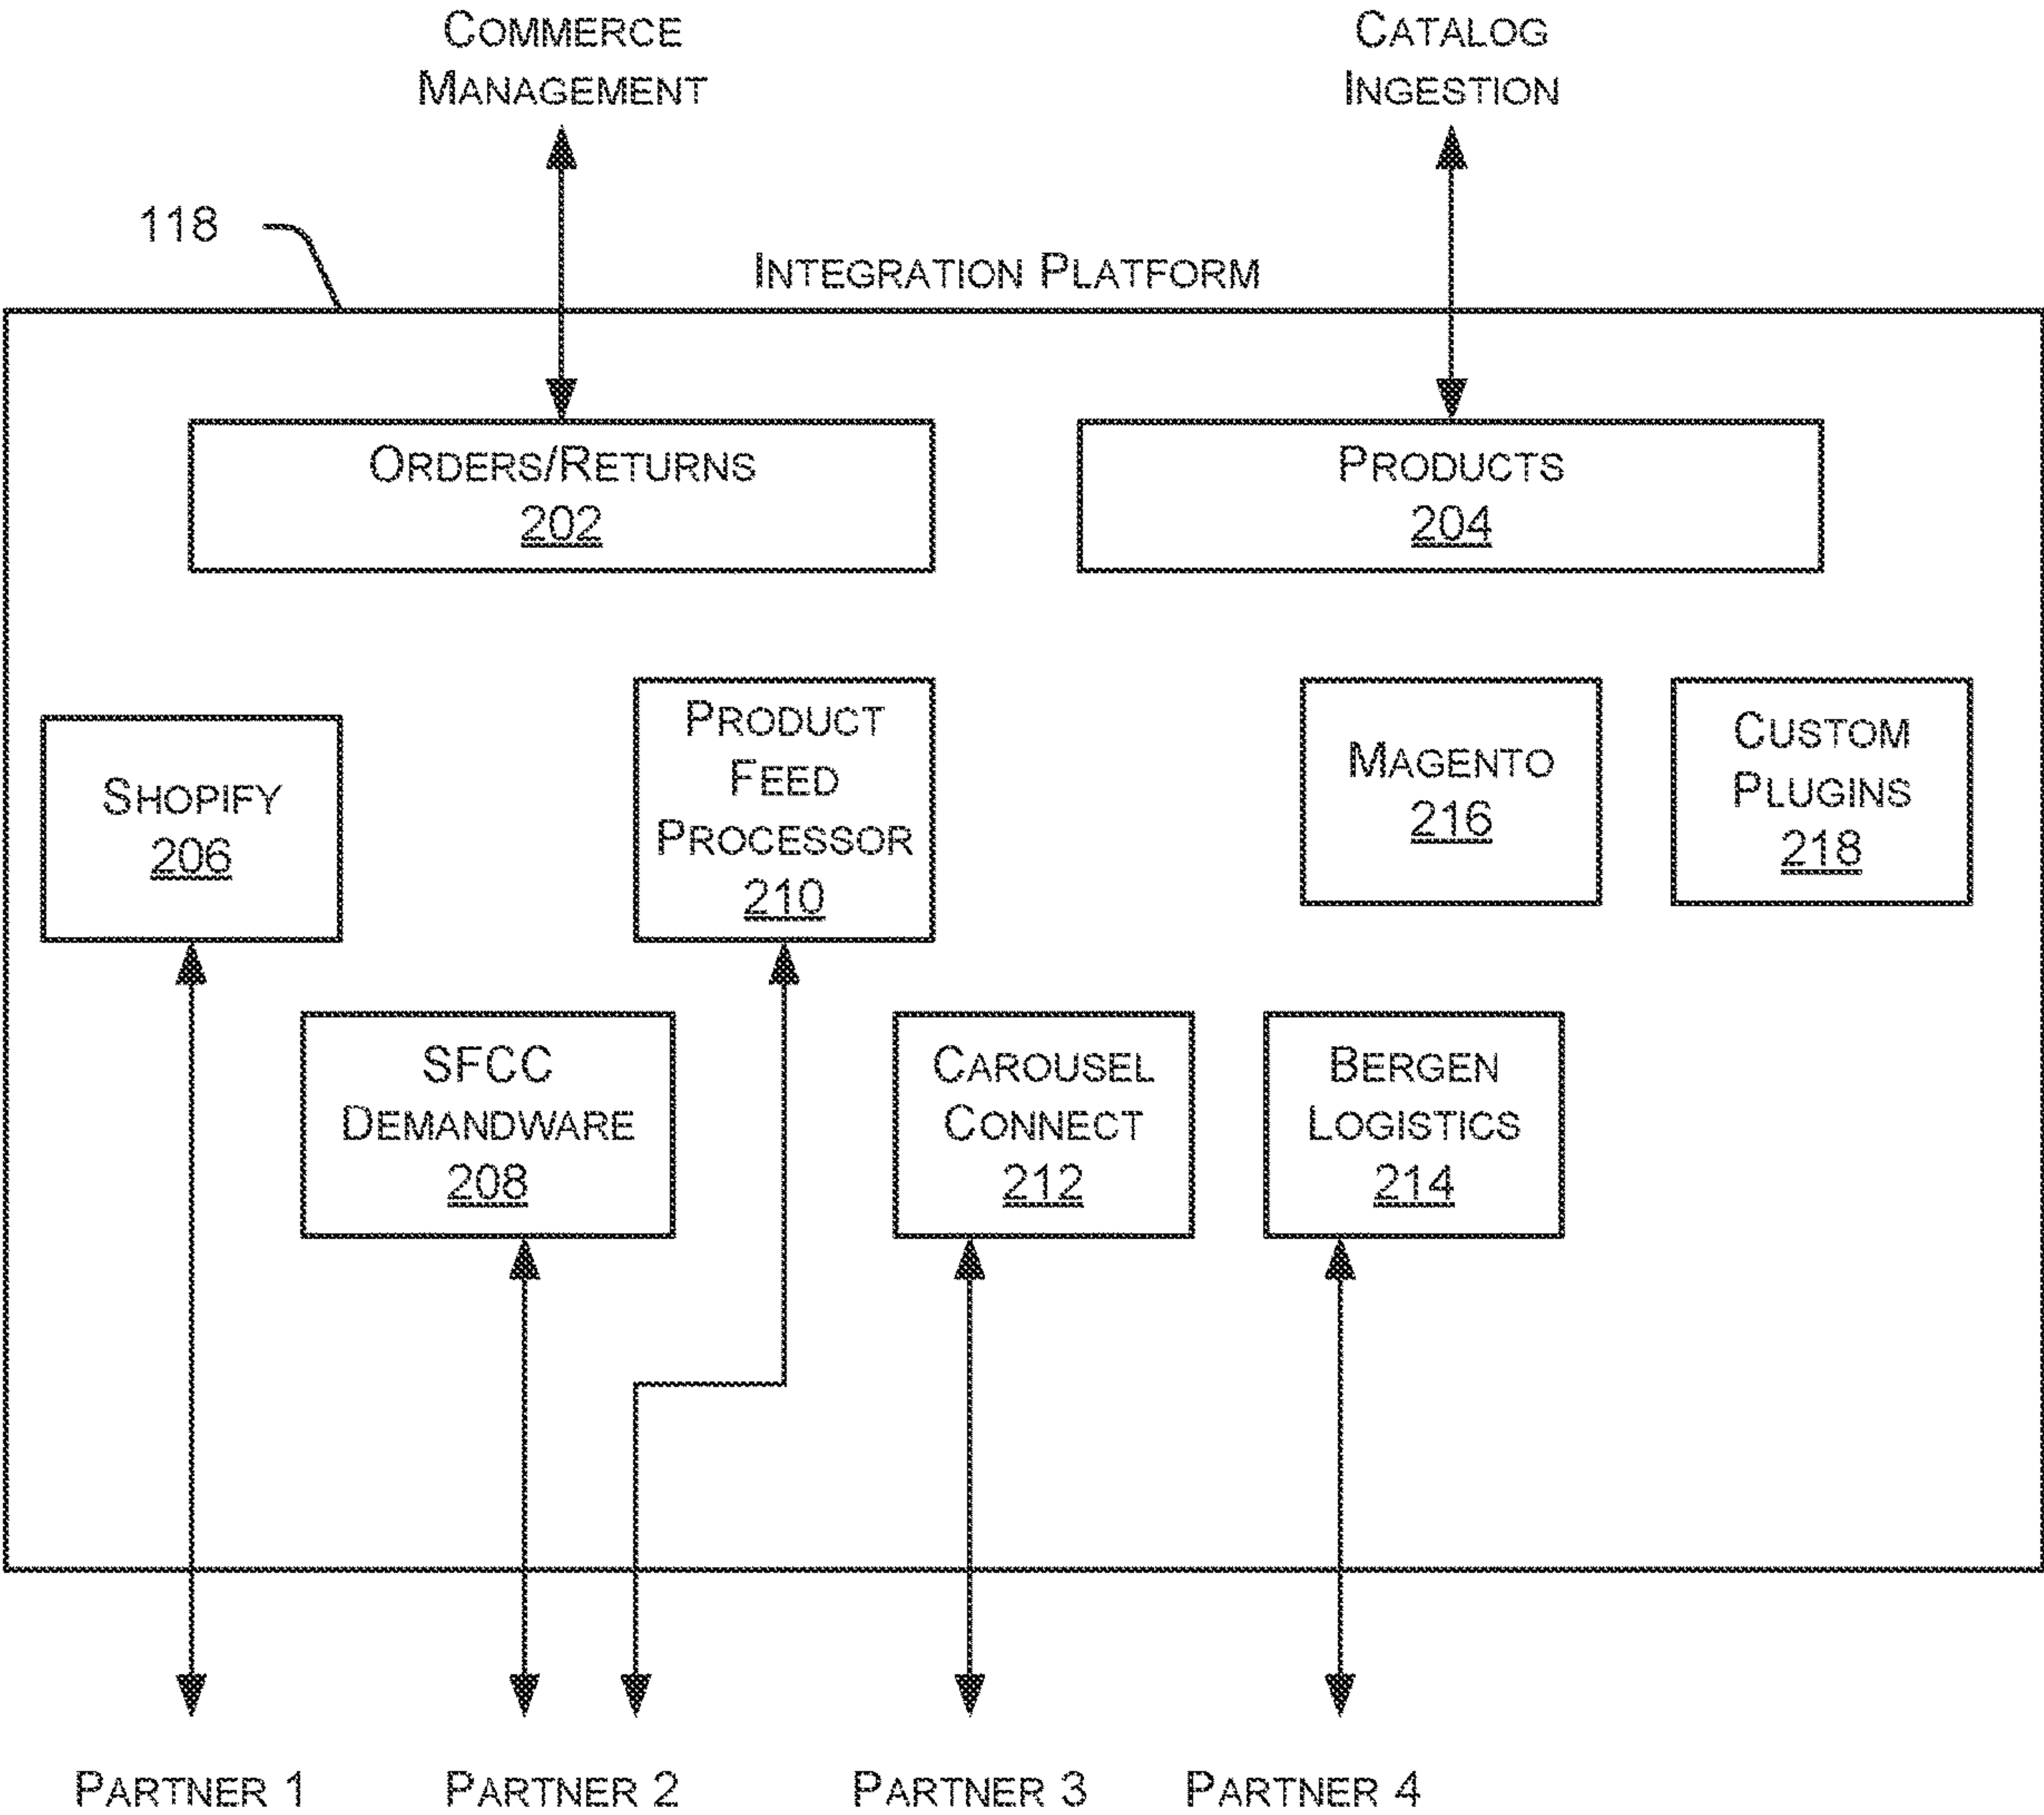 COMMERCE
MANAGEMENT
CATALOG
INGESTION
118
INTEGRATION PLATFORM
ORDERS/RETURNS
202
PRODUCTS
204
SHOPIFY
206
PRODUCT
FEED
PROCESSOR
210
MAGENTO
216
CUSTOM
PLUGINS
218
SFCC
DEMANDWARE
208
CAROUSEL
CONNECT
212
BERGEN
LOGISTICS
214
PARTNER 1
PARTNER 2
PARTNER 3
PARTNER 4